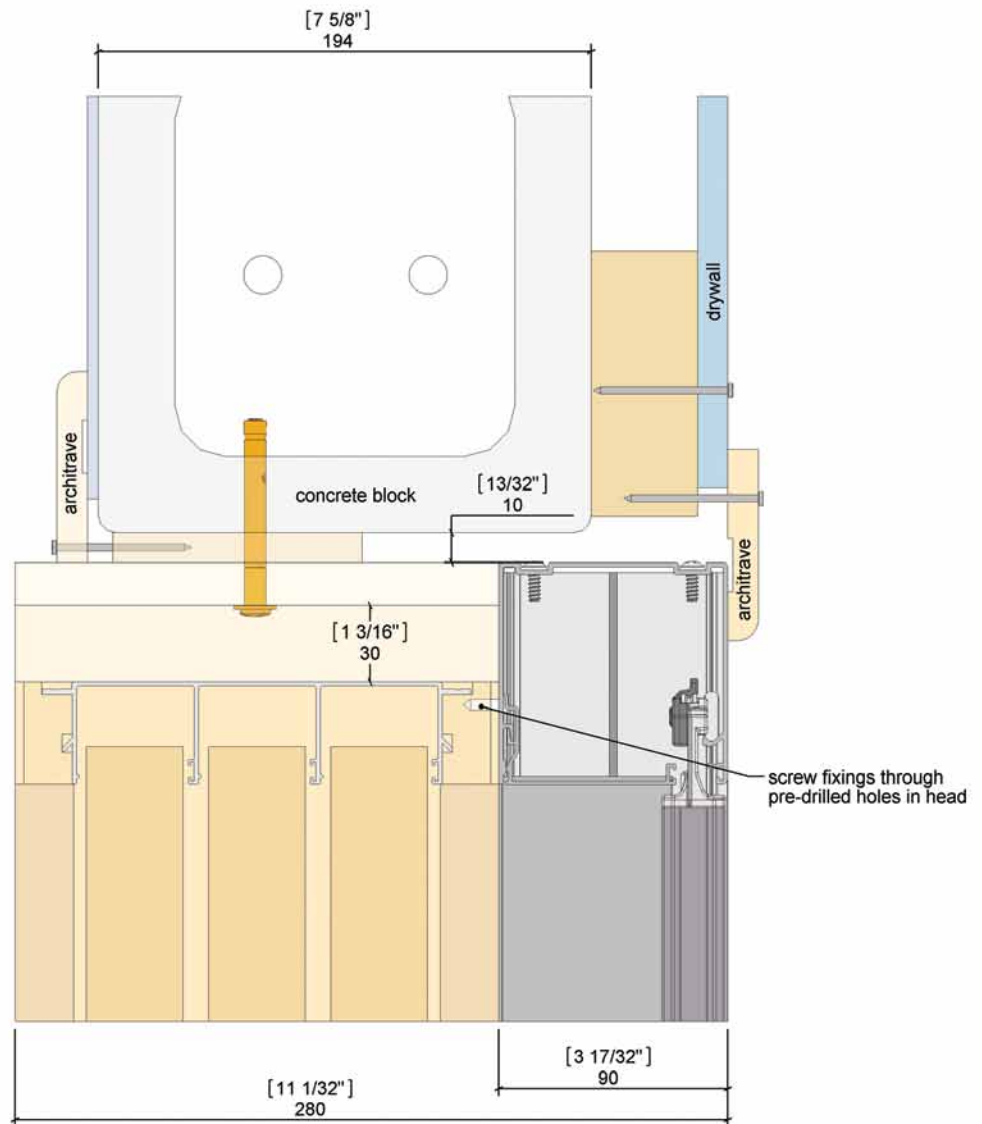 [7 5/8"]
194
drywall
architrave
concrete block
[13/32"]
10
architrave
[1 3/16"]
30
screw fixings through
pre-drilled holes in head
[3 17/32"]
90
[11 1/32"]
280